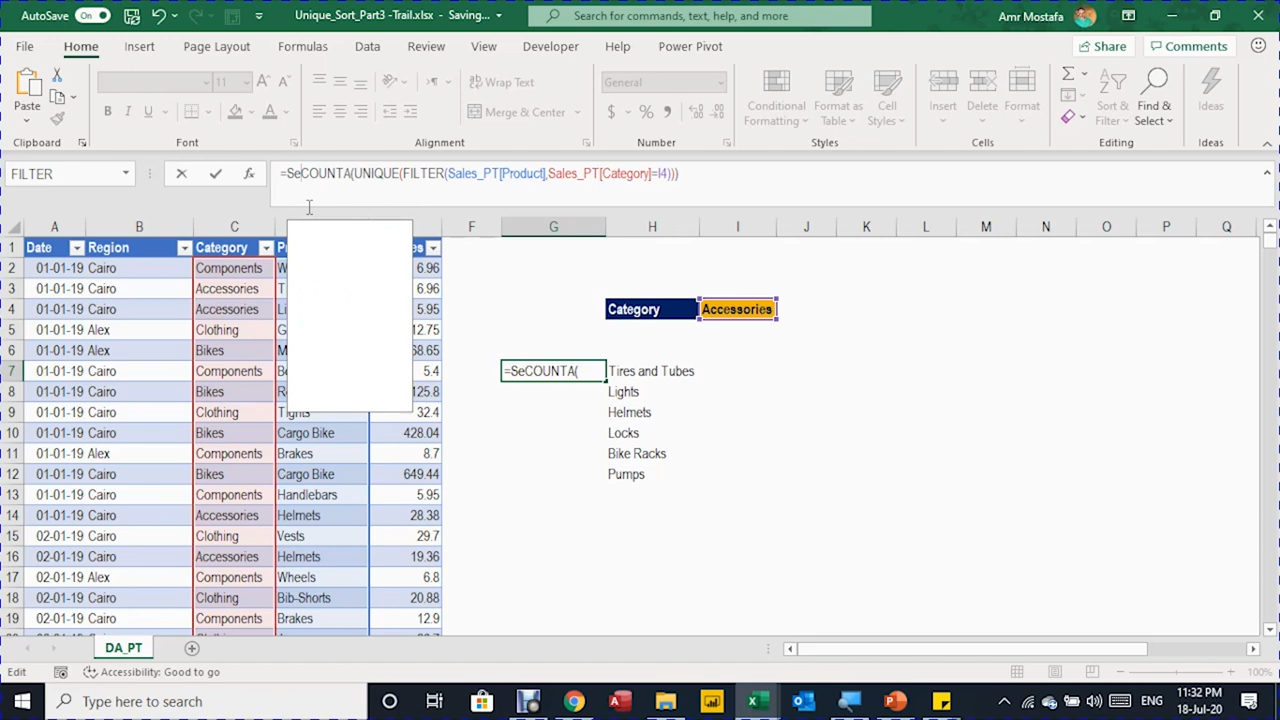 AutoSave On Unique_Sort_Part3 -Trail.xlsx - Saving... Search for commands, text, help, and more Amr Mostafa
File Home Insert Page Layout Formulas Data Review View Developer Help Power Pivot Share Comments
Paste
11
Wrap Text
General
Conditional Formatting
Format as Table
Cell Styles
Insert
Delete
Format
Sort & Filter
Find & Select
Ideas
B I U
Merge & Center
$ %
Clipboard Font Alignment Number Styles Cells Editing Ideas
FILTER fx =SeCOUNTA(UNIQUE(FILTER(Sales_PT[Product],Sales_PT[Category]=I4)))
A B C F G H I J K L M N O P Q
1 Date Region Category es
2 01-01-19 Cairo Components 6.96
3 01-01-19 Cairo Accessories 6.96
4 01-01-19 Cairo Accessories 5.95 Category Accessories
5 01-01-19 Alex Clothing 12.75
6 01-01-19 Alex Bikes 68.65
7 01-01-19 Cairo Components 5.4 =SeCOUNTA( Tires and Tubes
8 01-01-19 Cairo Bikes 125.8 Lights
9 01-01-19 Cairo Clothing Tights 32.4 Helmets
10 01-01-19 Cairo Bikes Cargo Bike 428.04 Locks
11 01-01-19 Alex Components Brakes 8.7 Bike Racks
12 01-01-19 Cairo Bikes Cargo Bike 649.44 Pumps
13 01-01-19 Cairo Components Handlebars 5.95
14 01-01-19 Cairo Accessories Helmets 28.38
15 02-01-19 Cairo Clothing Vests 29.7
16 02-01-19 Cairo Accessories Helmets 19.36
17 02-01-19 Alex Components Wheels 6.8
18 02-01-19 Cairo Clothing Bib-Shorts 20.88
19 02-01-19 Cairo Components Brakes 12.9
DA_PT
Edit Accessibility: Good to go 100%
Type here to search ENG 11:32 PM
18-Jul-20